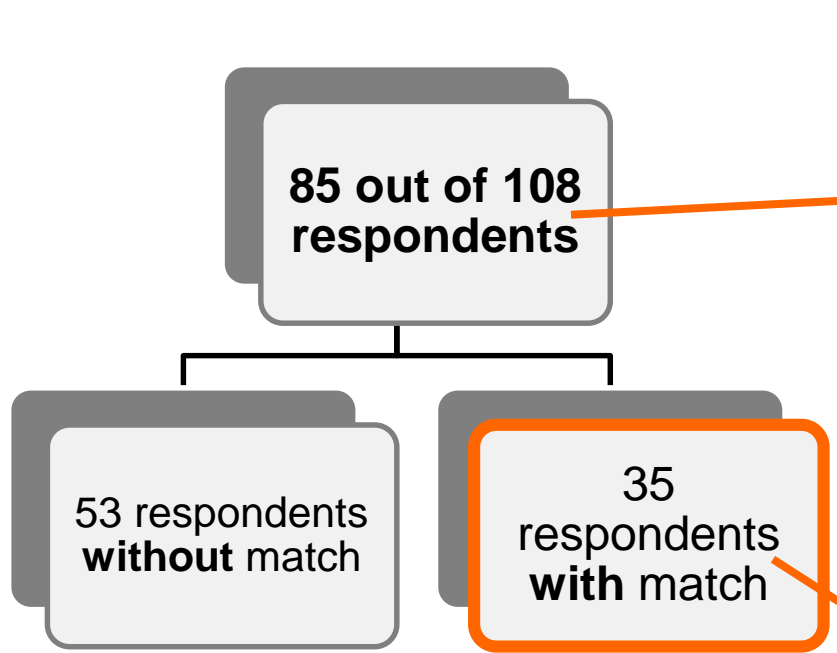 85 out of 108
respondents
53 respondents
without match
35
respondents
with match